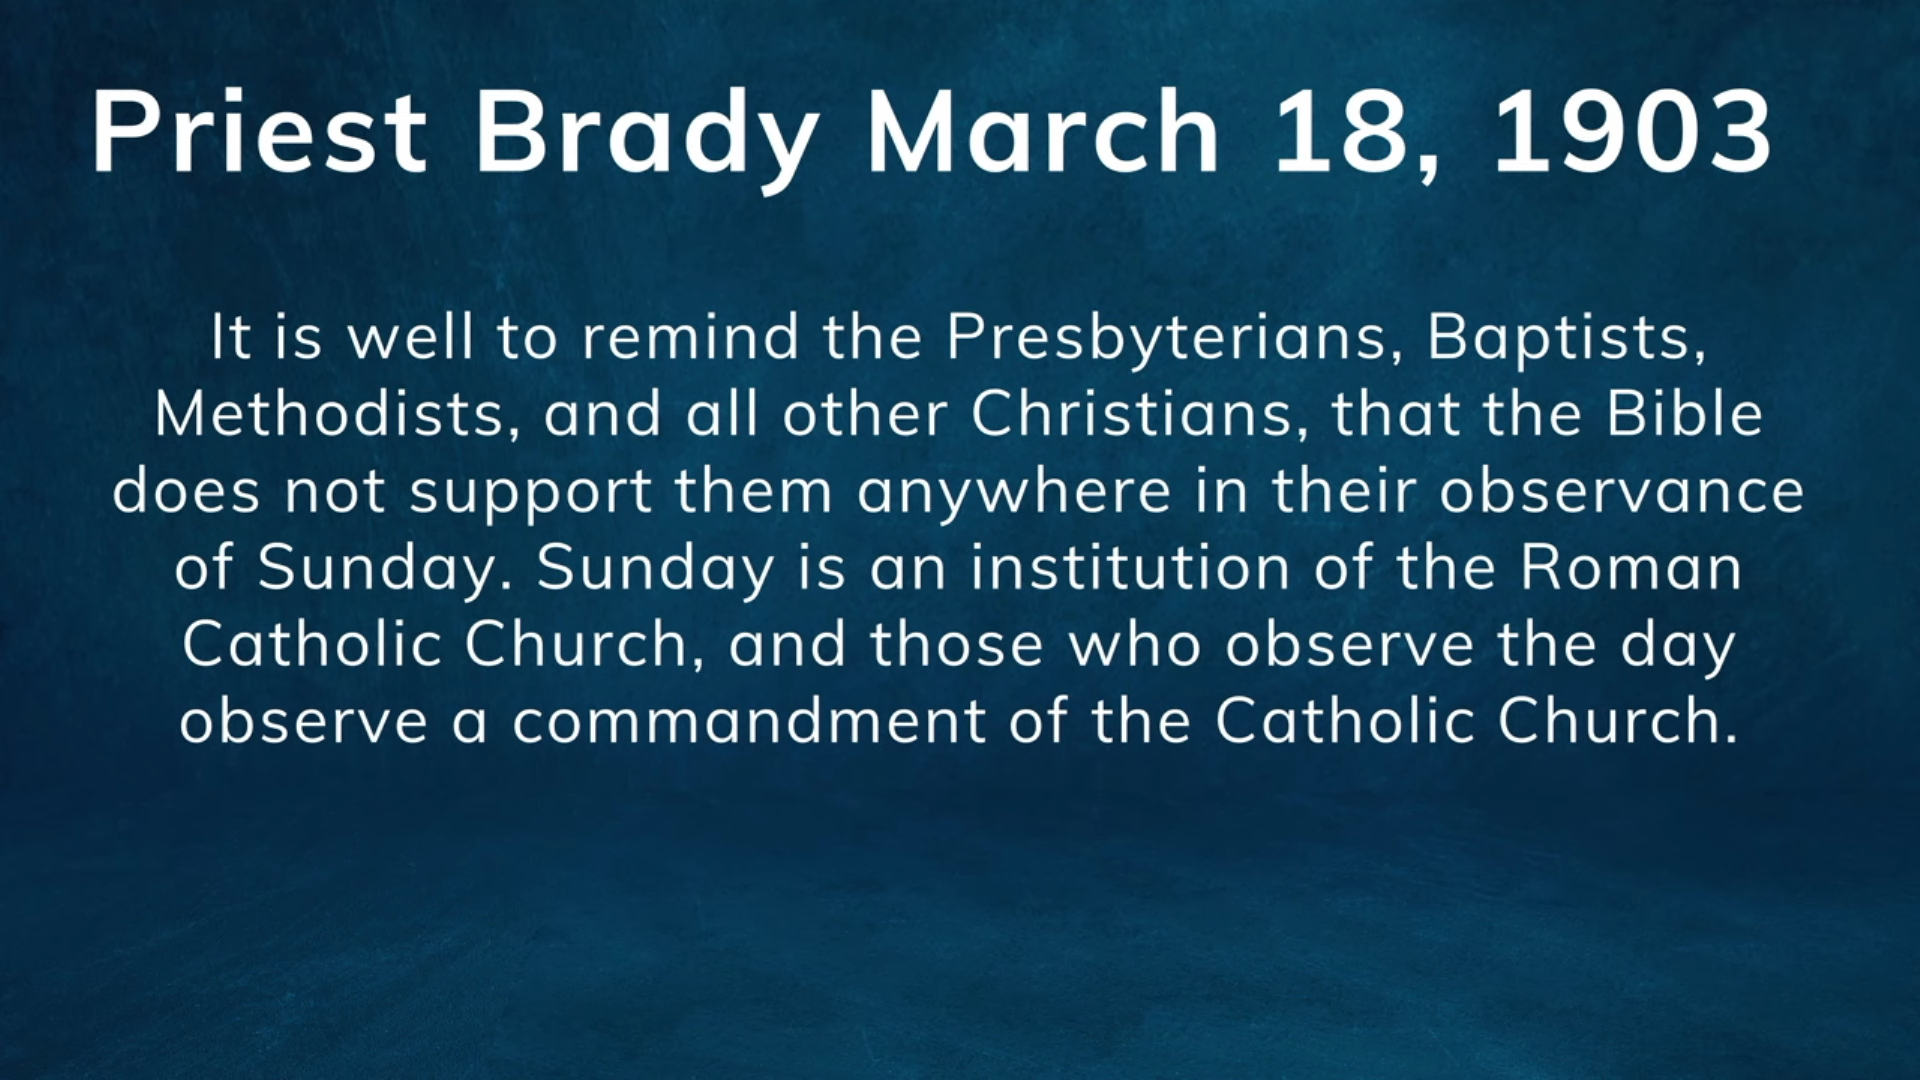 Priest Brady March 18, 1903
It is well to remind the Presbyterians, Baptists,
Methodists, and all other Christians, that the Bible
does not support them anywhere in their observance
of Sunday. Sunday is an institution of the Roman
Catholic Church, and those who observe the day
observe a commandment of the Catholic Church.